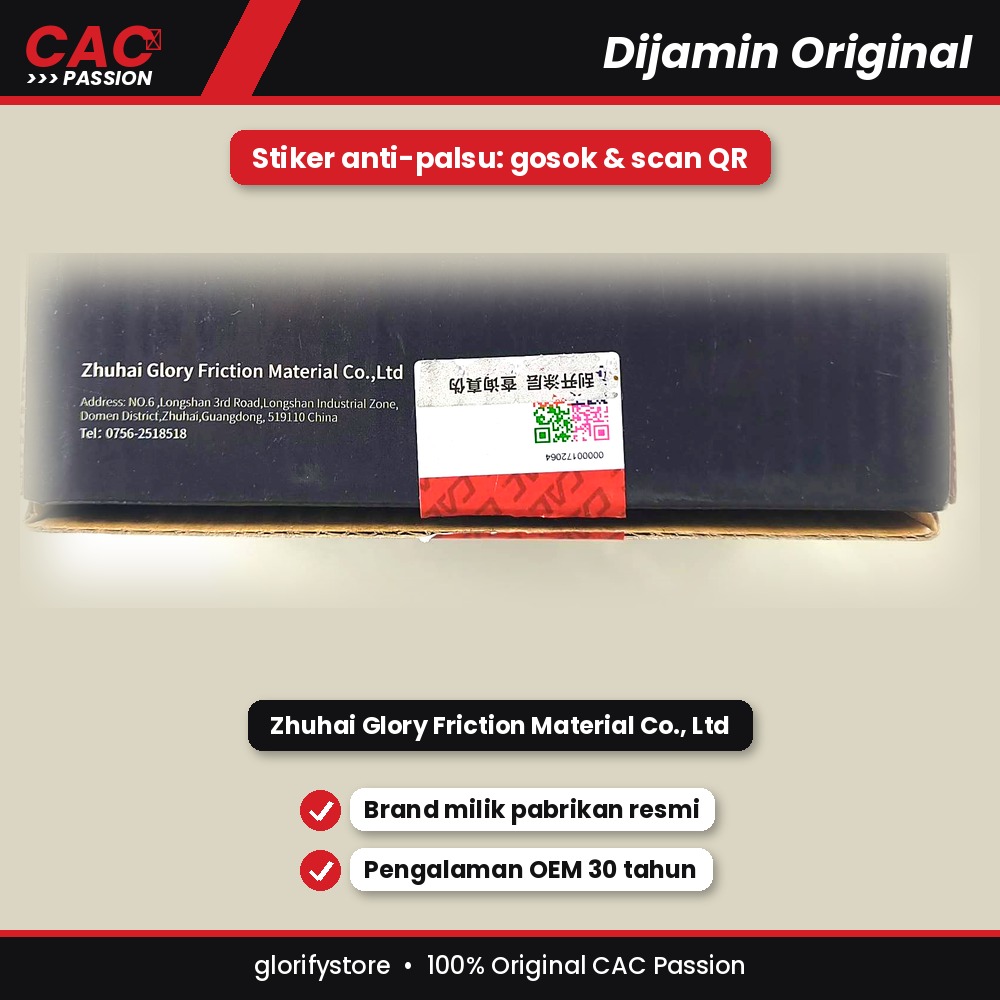 CAC
>>> PASSION
Dijamin Original
Stiker anti-palsu: gosok & scan QR
Zhuhai Glory Friction Material Co.,Ltd
Address: NO.6 ,Longshan 3rd Road,Longshan Industrial Zone,
Domen District,Zhuhai,Guangdong, 519110 China
Tel: 0756-2518518
刮开涂层 查询真伪
00000172064
Zhuhai Glory Friction Material Co., Ltd
Brand milik pabrikan resmi
Pengalaman OEM 30 tahun
glorifystore • 100% Original CAC Passion